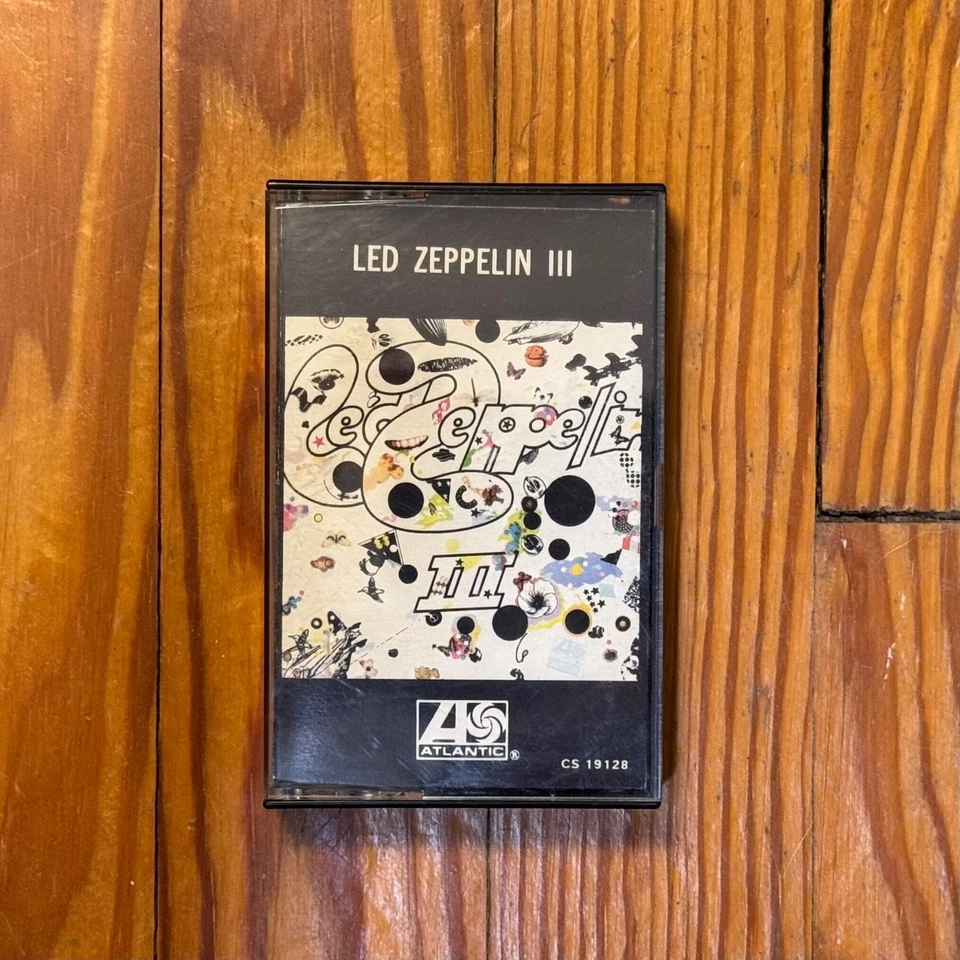 LED ZEPPELIN III
Led Zeppelin
III
ATLANTIC®
CS 19128